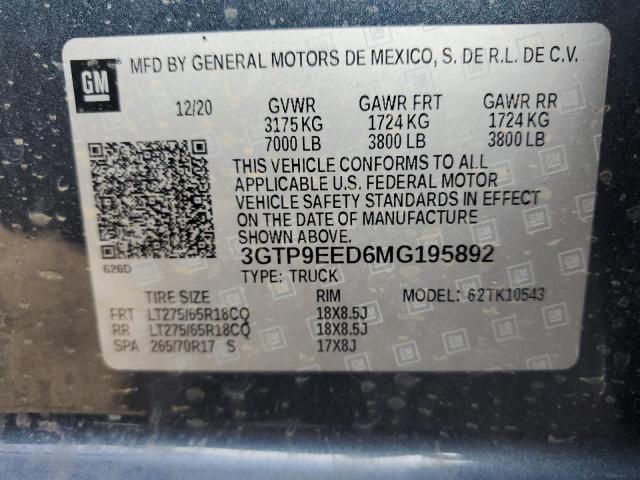 GM
MFD BY GENERAL MOTORS DE MEXICO, S. DE R.L. DE C.V.
12/20 GVWR GAWR FRT GAWR RR
3175 KG 1724 KG 1724 KG
7000 LB 3800 LB 3800 LB
THIS VEHICLE CONFORMS TO ALL
APPLICABLE U.S. FEDERAL MOTOR
VEHICLE SAFETY STANDARDS IN EFFECT
ON THE DATE OF MANUFACTURE
SHOWN ABOVE
626D
3GTP9EED6MG195892
TYPE: TRUCK
TIRE SIZE RIM MODEL: 62TK10543
FRT LT275/65R18CQ 18X8.5J
RR LT275/65R18CQ 18X8.5J
SPA 265/70R17 S 17X8J